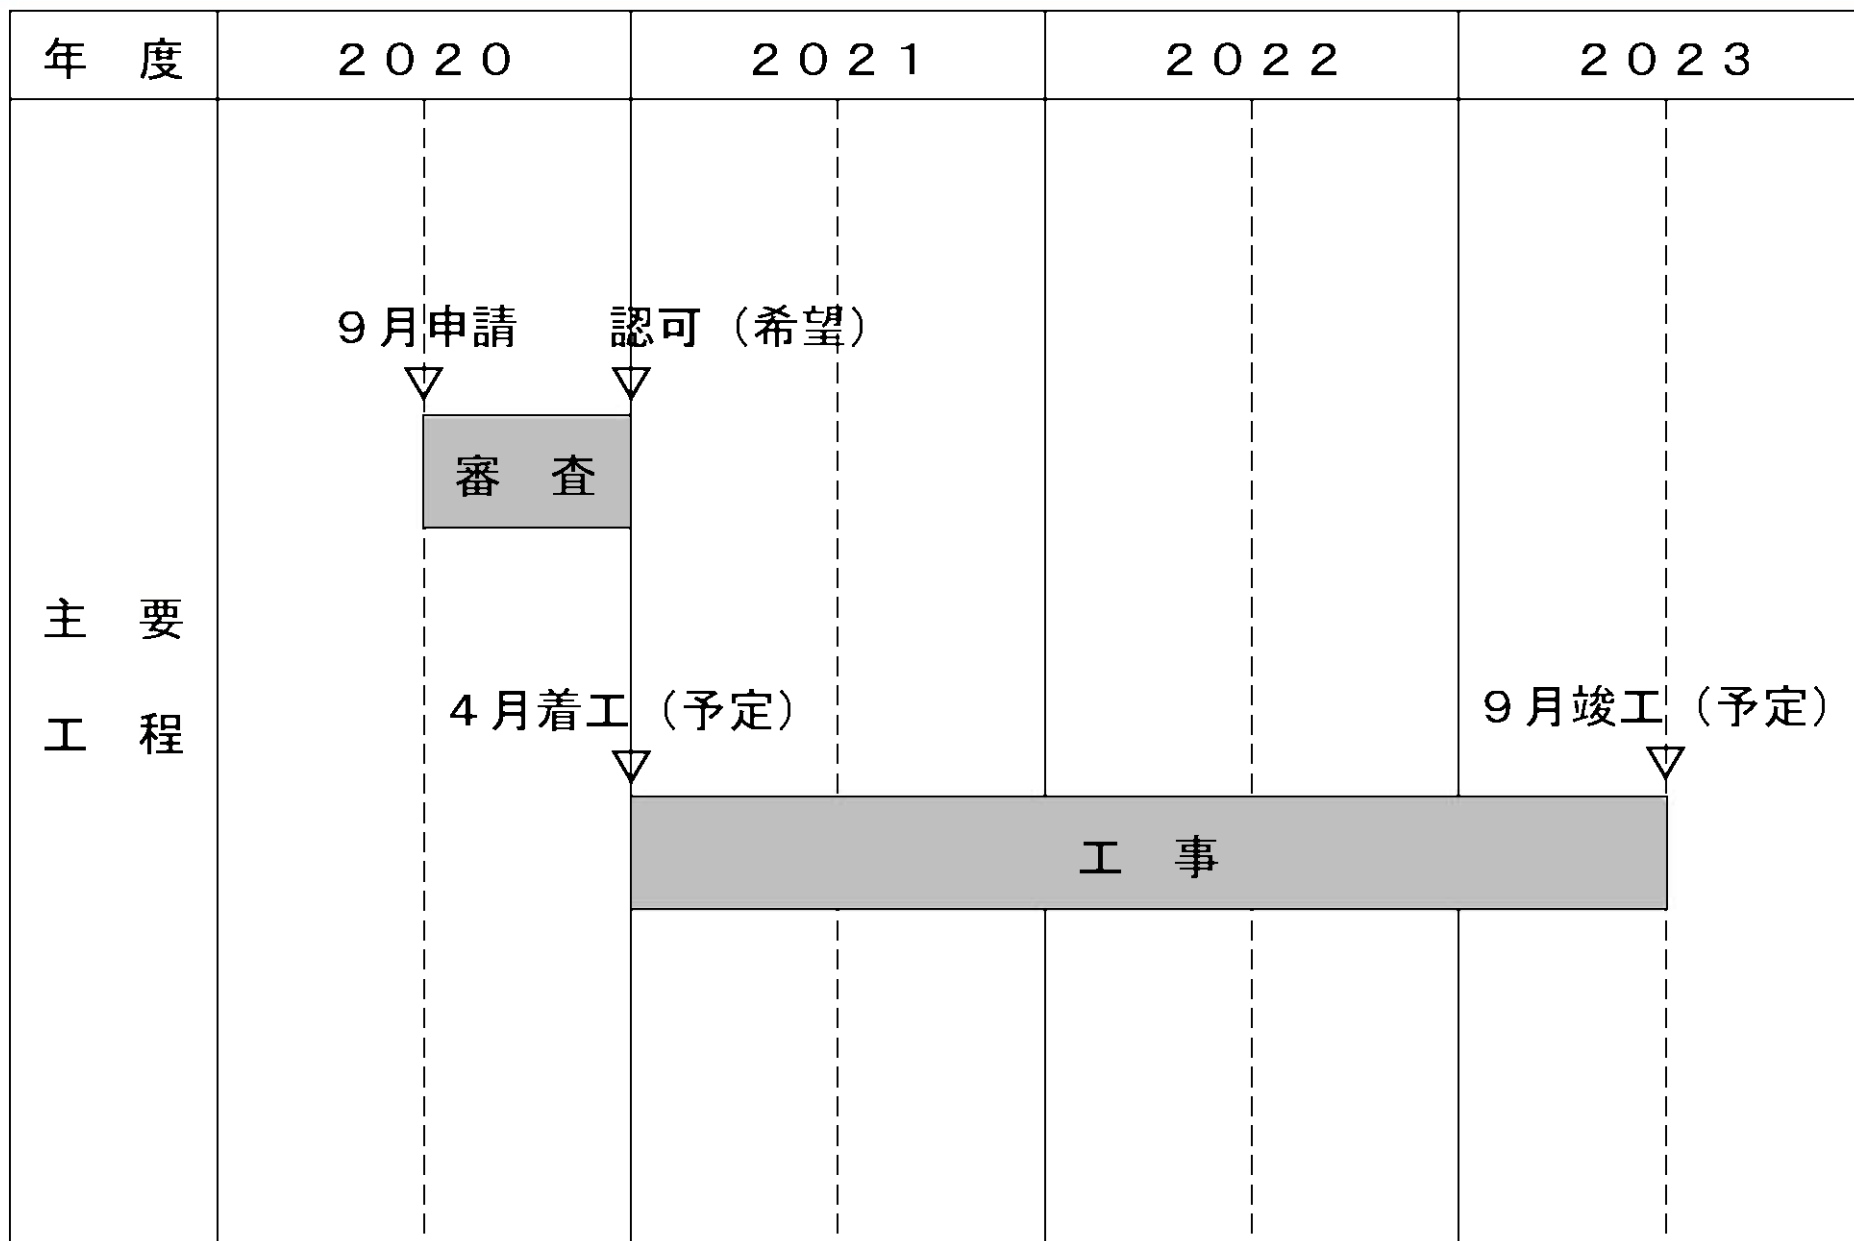 年　度　２０２０　２０２１　２０２２　２０２３
９月申請　認可（希望）
審　査
主　要
工　程
４月着工（予定）
９月竣工（予定）
工　事